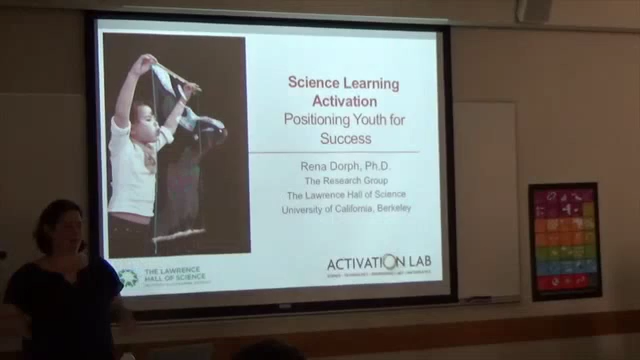 Science Learning
Activation
Positioning Youth for
Success
Rena Dorph, Ph.D.
The Research Group
The Lawrence Hall of Science
University of California, Berkeley
THE LAWRENCE
HALL OF SCIENCE
ACTIVATION LAB